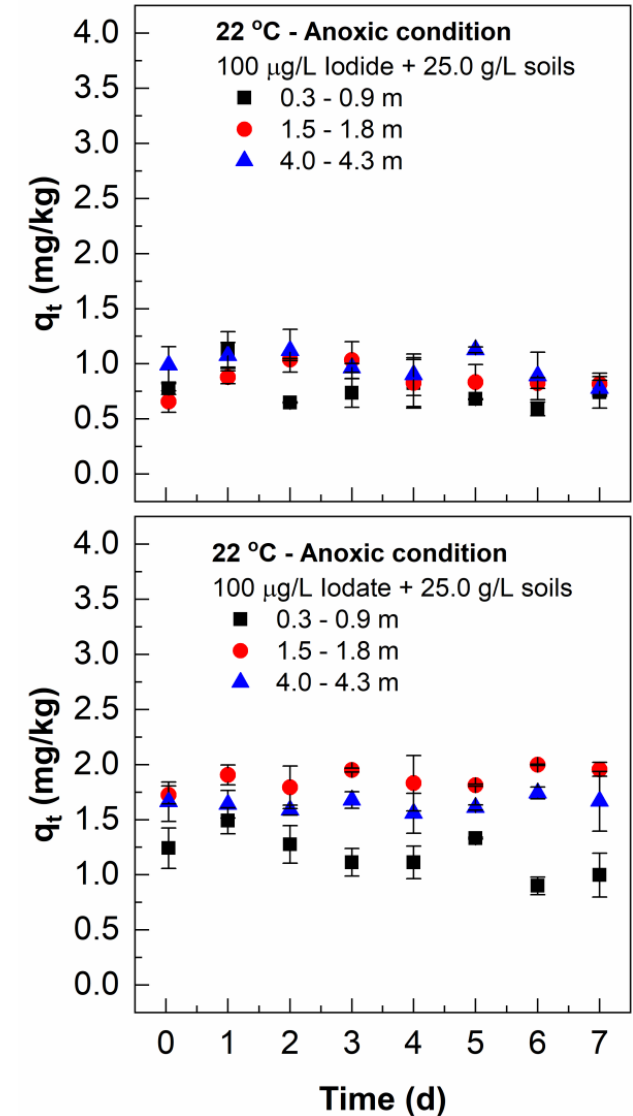 22 °C - Anoxic condition
100 μg/L Iodide + 25.0 g/L soils
0.3 - 0.9 m
1.5 - 1.8 m
4.0 - 4.3 m
qt (mg/kg)
4.0
3.5
3.0
2.5
2.0
1.5
1.0
0.5
0.0
22 °C - Anoxic condition
100 μg/L Iodate + 25.0 g/L soils
0.3 - 0.9 m
1.5 - 1.8 m
4.0 - 4.3 m
qt (mg/kg)
4.0
3.5
3.0
2.5
2.0
1.5
1.0
0.5
0.0
0 1 2 3 4 5 6 7
Time (d)